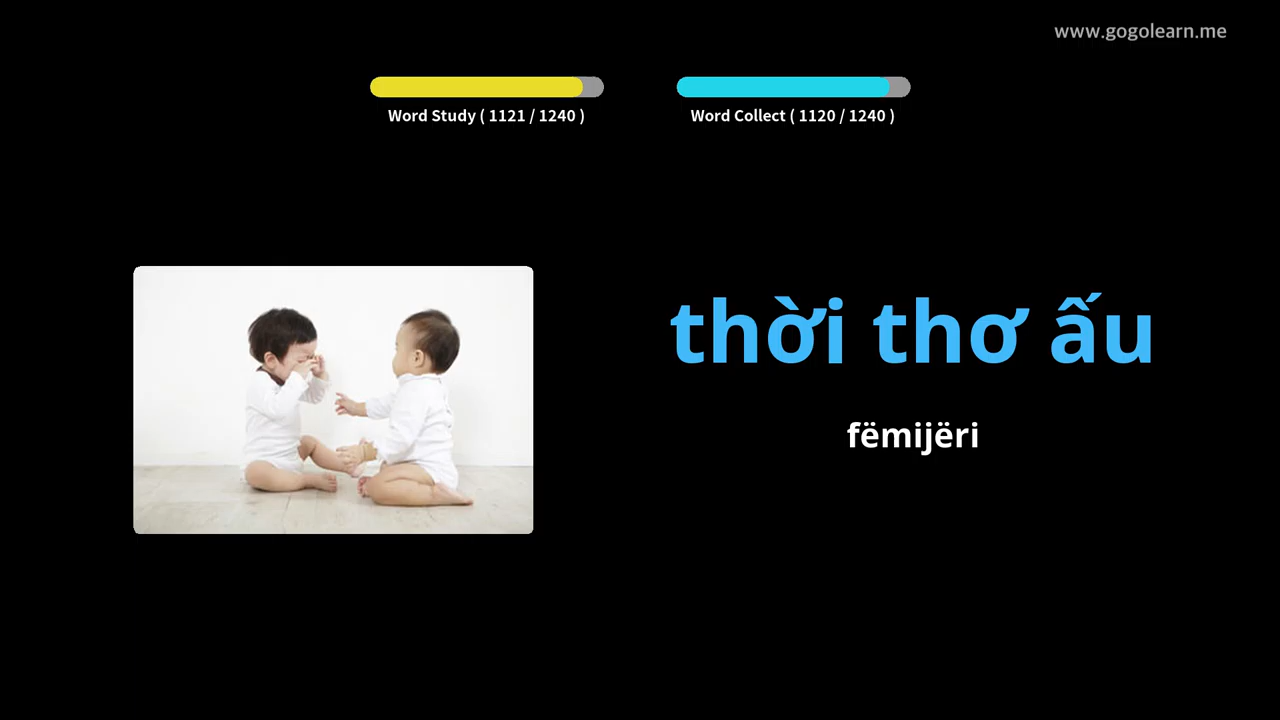 www.gogolearn.me
Word Study ( 1121 / 1240 )
Word Collect ( 1120 / 1240 )
thời thơ ấu
fëmijëri